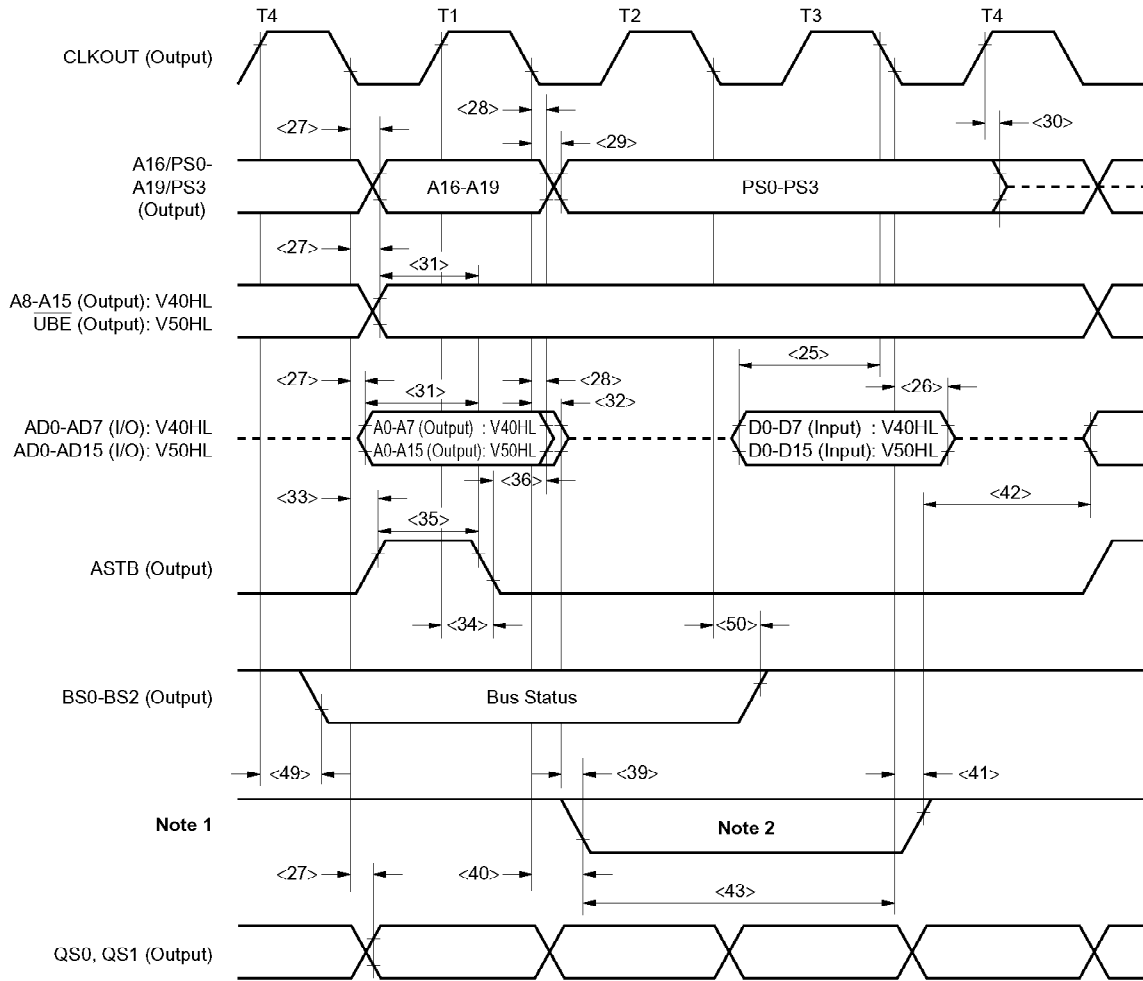 T4 T1 T2 T3 T4
CLKOUT (Output)
<28>
<27> <30>
<29>
A16/PS0-
A19/PS3
(Output)
A16-A19 PS0-PS3
<27>
<31>
A8-A15 (Output): V40HL
UBE (Output): V50HL
<25>
<27> <31> <28> <26>
<32>
AD0-AD7 (I/O): V40HL A0-A7 (Output) : V40HL D0-D7 (Input) : V40HL
AD0-AD15 (I/O): V50HL A0-A15 (Output): V50HL D0-D15 (Input): V50HL
<36>
<33> <42>
<35>
ASTB (Output)
<34> <50>
BS0-BS2 (Output) Bus Status
<49> <39> <41>
Note 1 Note 2
<27> <40>
<43>
QS0, QS1 (Output)